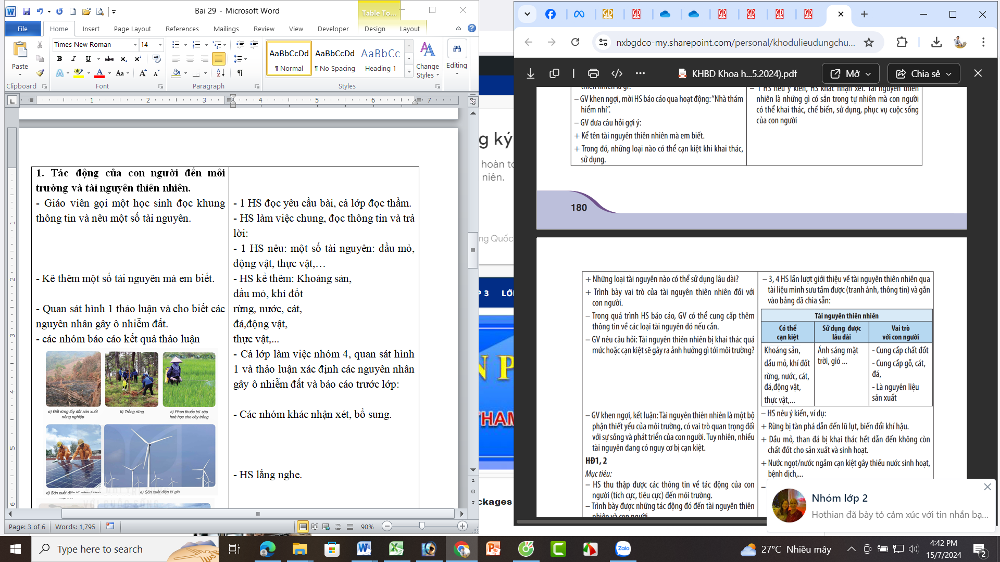 Bai 29 - Microsoft Word
Table To...
File
Home
Insert
Page Layout
References
Mailings
Review
View
Developer
Design
Layout
Times New Roman
14
Paste
Clipboard
Font
Paragraph
AaBbCcDd
¶ Normal
AaBbCcDd
¶ No Spacing
AaBbCc
Heading 1
Change
Styles
Styles
Editing
1. Tác động của con người đến môi
trường và tài nguyên thiên nhiên.
- Giáo viên gọi một học sinh đọc khung
thông tin và nêu một số tài nguyên.
- Kê thêm một số tài nguyên mà em biết.
- Quan sát hình 1 thảo luận và cho biết các
nguyên nhân gây ô nhiễm đất.
- các nhóm báo cáo kết quả thảo luận
a) Đốt rừng lấy đất sản xuất
nông nghiệp
b) Trồng rừng
c) Phun thuốc trừ sâu
hoá học cho cây trồng
d) Sản xuất điện từ năng lượng
e) Sản xuất điện từ gió
VỚI CUỘC SỐNG
- 1 HS đọc yêu cầu bài, cả lớp đọc thầm.
- HS làm việc chung, đọc thông tin và trả
lời:
- 1 HS nêu: một số tài nguyên: dầu mỏ,
động vật, thực vật,…
- HS kể thêm: Khoáng sản,
dầu mỏ, khí đốt
rừng, nước, cát,
đá,động vật,
thực vật,...
- Cả lớp làm việc nhóm 4, quan sát hình
1 và thảo luận xác định các nguyên nhân
gây ô nhiễm đất và báo cáo trước lớp:
- Các nhóm khác nhận xét, bổ sung.
- HS lắng nghe.
Page: 3 of 6
Words: 1,795
90%
g ký
hoàn to
niên.
ng Quốc
P 3
LỚ
N P
THAM
ckages
nxbgdco-my.sharepoint.com/personal/khodulieudungchu...
KHBD Khoa h...5.2024).pdf
Mở
Chia sẻ
thiên nhiên là gì?
– GV khen ngợi, mời HS báo cáo qua hoạt động: "Nhà thám
hiểm nhí".
– GV đưa câu hỏi gợi ý:
+ Kể tên tài nguyên thiên nhiên mà em biết.
+ Trong đó, những loại nào có thể cạn kiệt khi khai thác,
sử dụng.
– 1 HS nêu ý kiến, HS khác nhận xét. Tài nguyên thiên
nhiên là những gì có sẵn trong tự nhiên mà con người
có thể khai thác, chế biến, sử dụng, phục vụ cuộc sống
của con người
180
+ Những loại tài nguyên nào có thể sử dụng lâu dài?
+ Trình bày vai trò của tài nguyên thiên nhiên đối với
con người.
– Trong quá trình HS báo cáo, GV có thể cung cấp thêm
thông tin về các loại tài nguyên đó nếu cần.
– GV nêu câu hỏi: Tài nguyên thiên nhiên bị khai thác quá
mức hoặc cạn kiệt sẽ gây ra ảnh hưởng gì tới môi trường?
– GV khen ngợi, kết luận: Tài nguyên thiên nhiên là một bộ
phận thiết yếu của môi trường, có vai trò quan trọng đối
với sự sống và phát triển của con người. Tuy nhiên, nhiều
tài nguyên đang có nguy cơ bị cạn kiệt.
HĐ1, 2
Mục tiêu:
– HS thu thập được các thông tin về tác động của con
người (tích cực, tiêu cực) đến môi trường.
– Trình bày được những tác động đó đến tài nguyên thiên
nhiên và con người.
– 3, 4 HS lần lượt giới thiệu về tài nguyên thiên nhiên qua
tài liệu mình sưu tầm được (tranh ảnh, thông tin) và gắn
vào bảng đã chia sẵn:
Tài nguyên thiên nhiên
Có thể
cạn kiệt
Sử dụng được
lâu dài
Vai trò
với con người
Khoáng sản,
dầu mỏ, khí đốt
rừng, nước, cát,
đá,động vật,
thực vật,...
Ánh sáng mặt
trời, gió ...
- Cung cấp chất đốt
- Cung cấp gỗ, cát,
đá,
- Là nguyên liệu
sản xuất
– HS nêu ý kiến, ví dụ:
+ Rừng bị tàn phá dẫn đến lũ lụt, biến đổi khí hậu.
+ Dầu mỏ, than đá bị khai thác hết dẫn đến không còn
chất đốt cho sản xuất và sinh hoạt.
+ Nước ngọt/nước ngầm cạn kiệt gây thiếu nước sinh hoạt,
bệnh dịch,...
Nhóm lớp 2
Hothian đã bày tỏ cảm xúc với tin nhắn bạ...
Type here to search
Zalo
27°C Nhiều mây
4:42 PM
15/7/2024
2